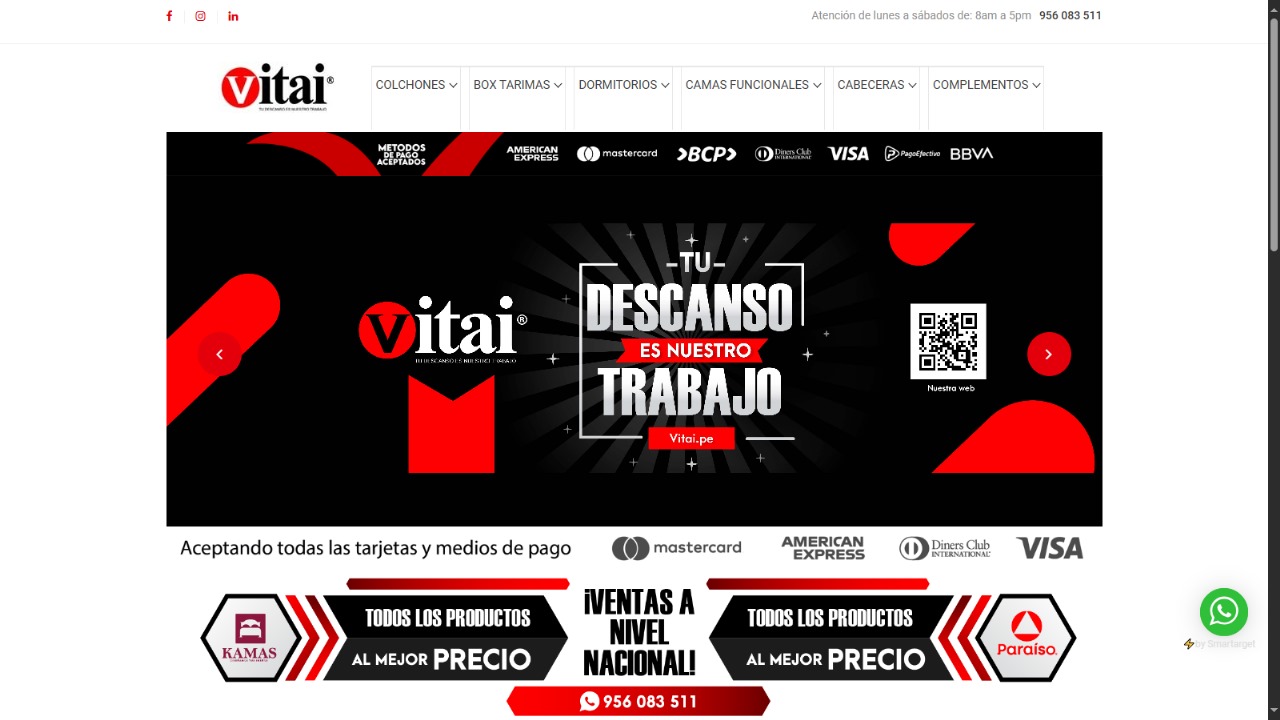 Atención de lunes a sábados de: 8am a 5pm 956 083 511
vitai®
TU DESCANSO ES NUESTRO TRABAJO
COLCHONES BOX TARIMAS DORMITORIOS CAMAS FUNCIONALES CABECERAS COMPLEMENTOS
METODOS
DE PAGO
ACEPTADOS
AMERICAN
EXPRESS
mastercard
BCP
Diners Club
INTERNATIONAL
VISA
PagoEfectivo
BBVA
vitai®
TU DESCANSO ES NUESTRO TRABAJO
-TU-
DESCANSO
ES NUESTRO
TRABAJO
Vitai.pe
Nuestra web
Aceptando todas las tarjetas y medios de pago
mastercard
AMERICAN
EXPRESS
Diners Club
INTERNATIONAL
VISA
KAMAS
TODOS LOS PRODUCTOS
AL MEJOR PRECIO
¡VENTAS A
NIVEL
NACIONAL!
TODOS LOS PRODUCTOS
AL MEJOR PRECIO
Paraíso.
956 083 511
by Smartarget